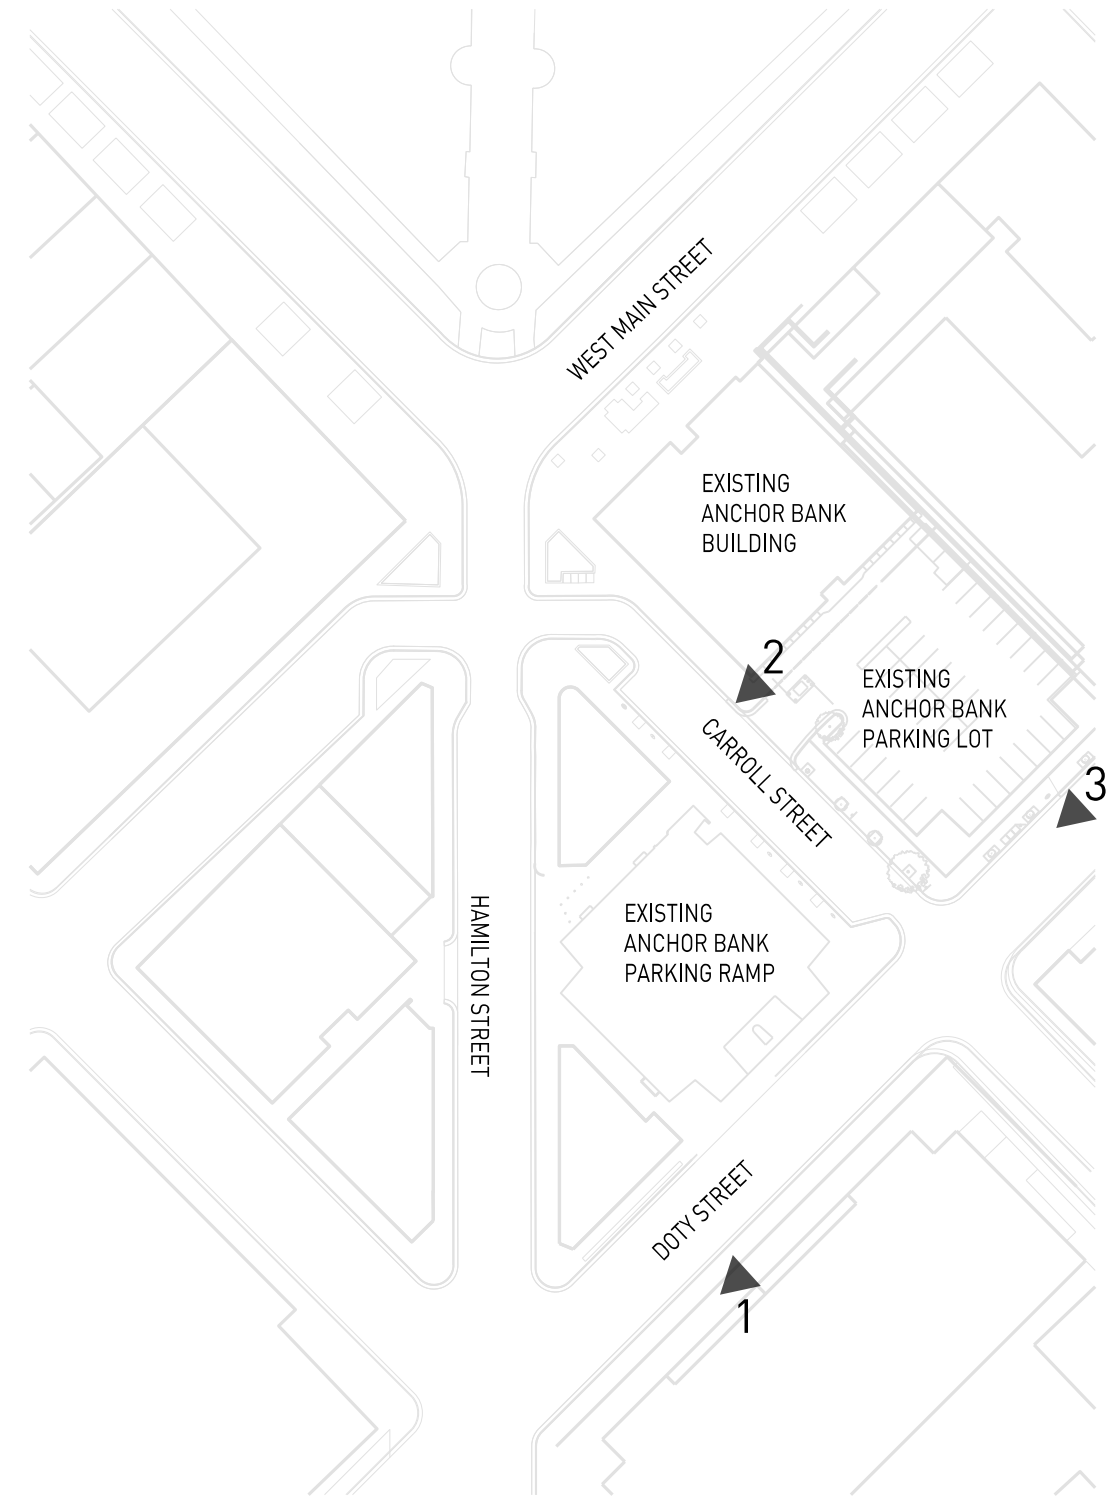 WEST MAIN STREET
EXISTING
ANCHOR BANK
BUILDING
2
EXISTING
ANCHOR BANK
PARKING LOT
CARROLL STREET
3
HAMILTON STREET
EXISTING
ANCHOR BANK
PARKING RAMP
DOTY STREET
1